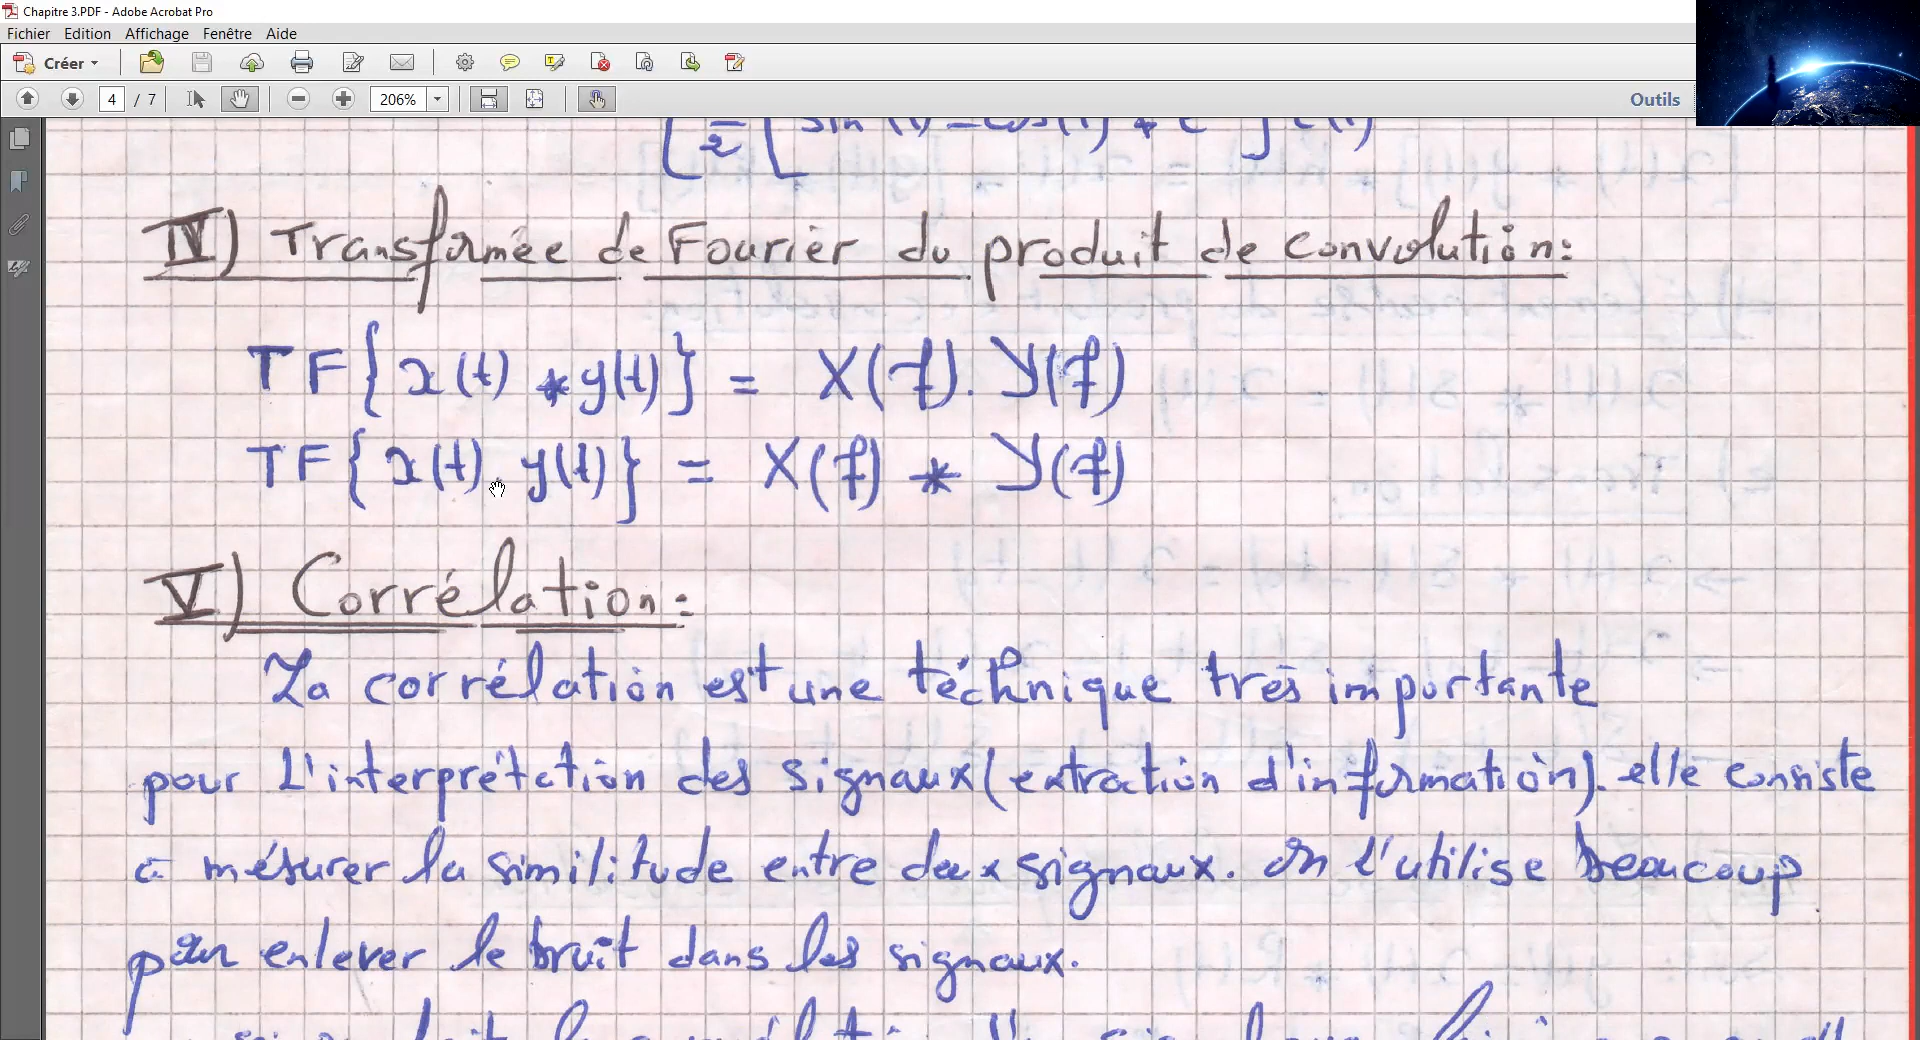 Chapitre 3.PDF - Adobe Acrobat Pro
Fichier Edition Affichage Fenêtre Aide
Créer
4 / 7 206% Outils
IV) Transformée de Fourier du produit de convolution:
TF{x(t) * y(t)} = X(f). Y(f)
TF{x(t). y(t)} = X(f) * Y(f)
V) Corrélation:
La corrélation est une téchnique très importante
pour L'interprétation des signaux (extraction d'information). elle consiste
à mésurer la similitude entre deux signaux. On l'utilise beaucoup
pour enlever le bruit dans les signaux.